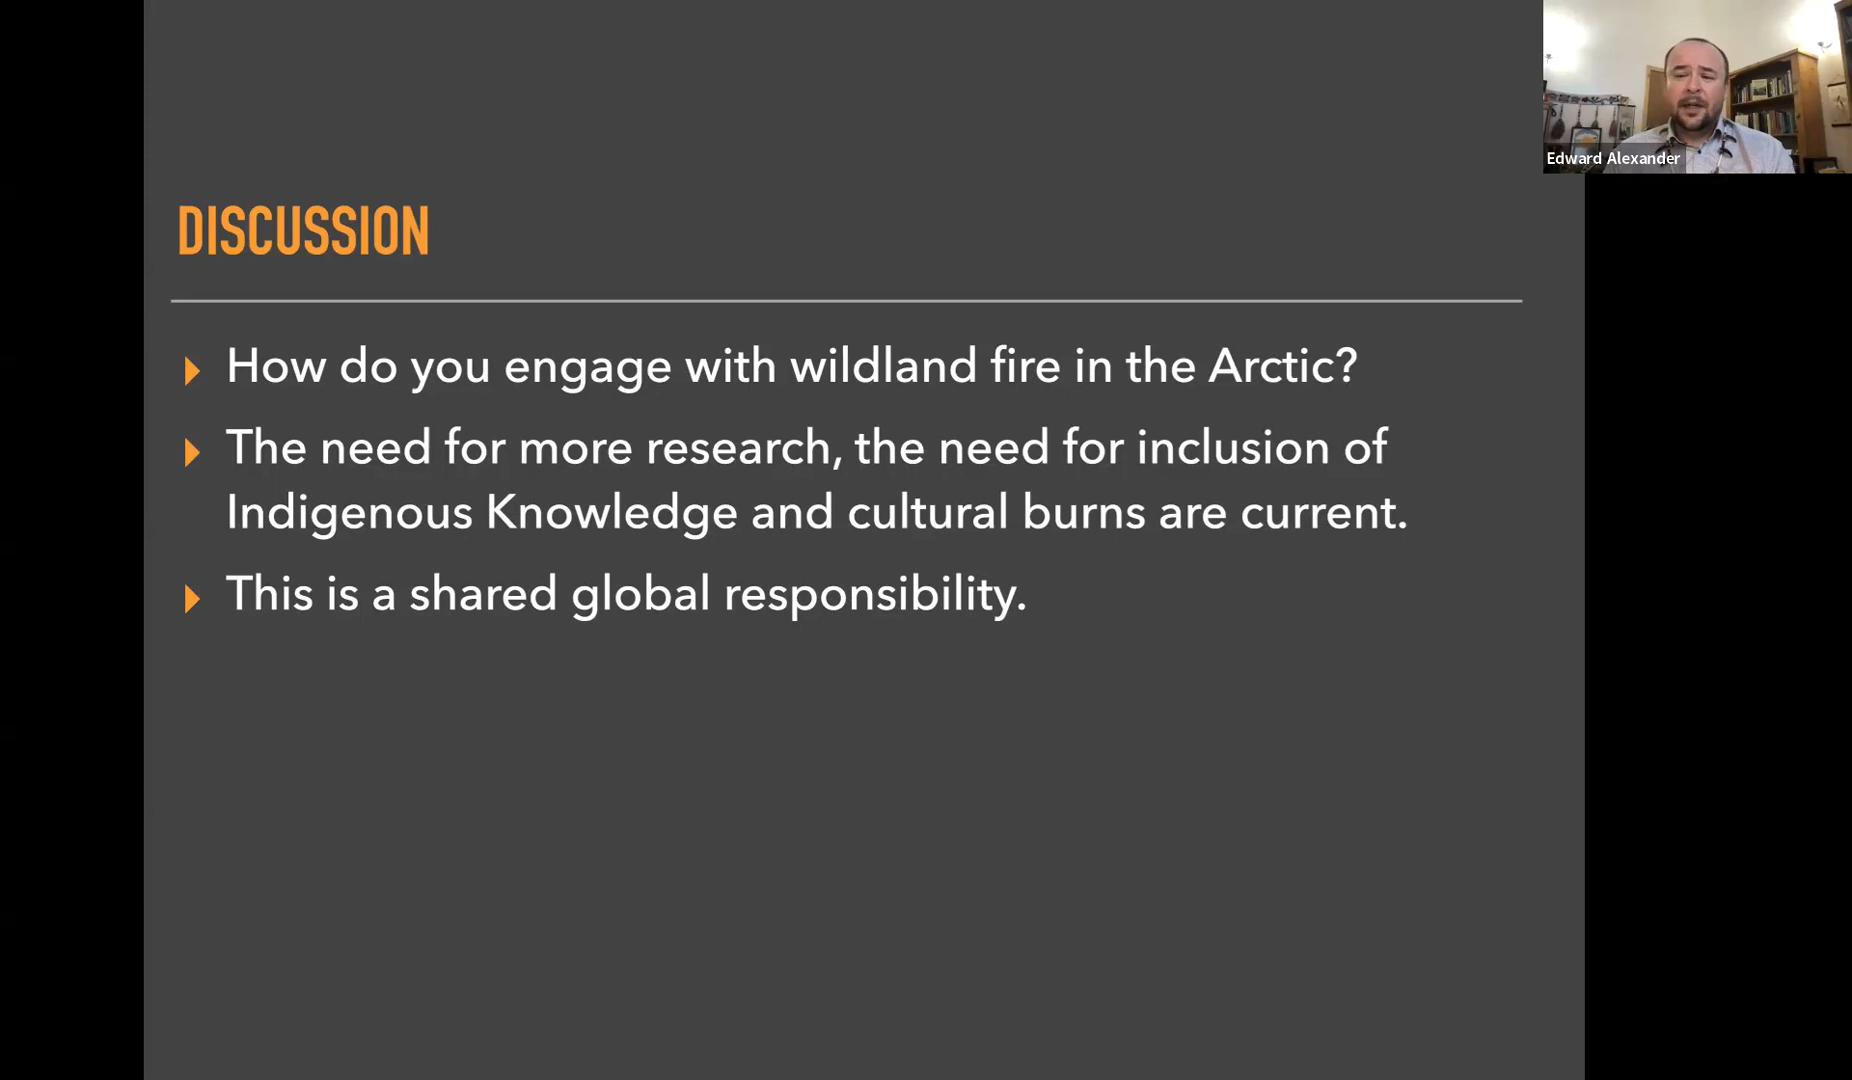 Edward Alexander
DISCUSSION
How do you engage with wildland fire in the Arctic?
The need for more research, the need for inclusion of
Indigenous Knowledge and cultural burns are current.
This is a shared global responsibility.